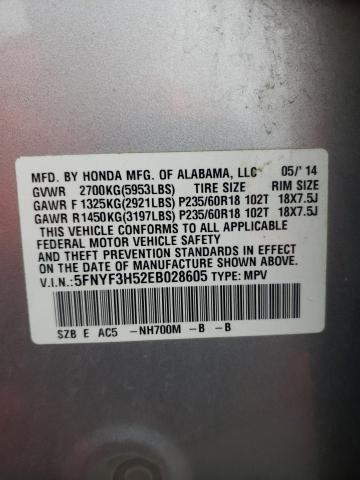 MFD. BY HONDA MFG. OF ALABAMA, LLC 05/'14
GVWR 2700KG(5953LBS) TIRE SIZE RIM SIZE
GAWR F 1325KG(2921LBS) P235/60R18 102T 18X7.5J
GAWR R1450KG(3197LBS) P235/60R18 102T 18X7.5J
THIS VEHICLE CONFORMS TO ALL APPLICABLE
FEDERAL MOTOR VEHICLE SAFETY AND
THEFT PREVENTION STANDARDS IN EFFECT ON
THE DATE OF MANUFACTURE SHOWN ABOVE.
V.I.N.:5FNYF3H52EB028605 TYPE: MPV
SZB E AC5 -NH700M -B -B